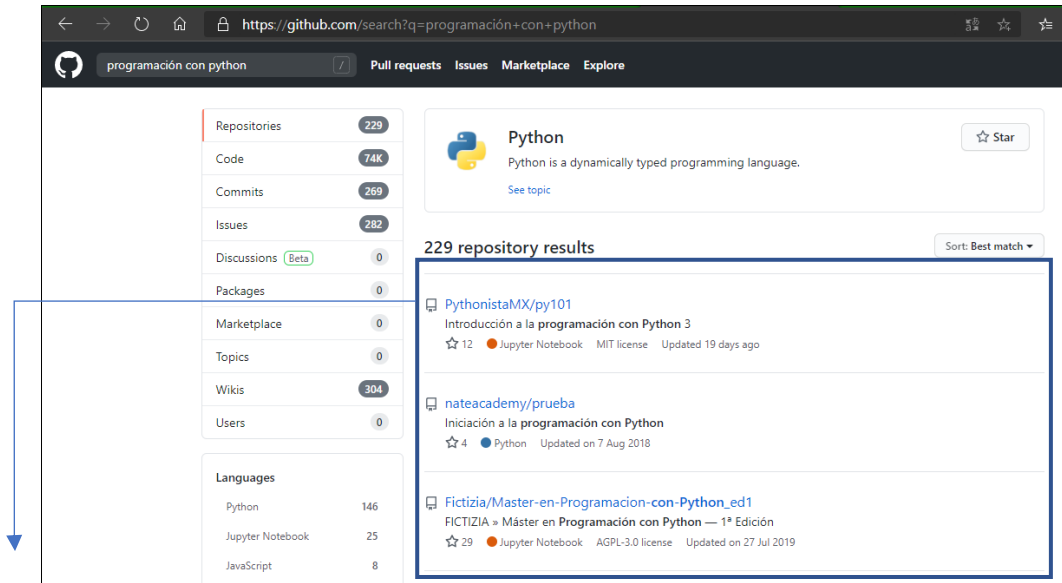 https://github.com/search?q=programación+con+python
programación con python / Pull requests Issues Marketplace Explore
Repositories 229
Code 74K
Commits 269
Issues 282
Discussions Beta 0
Packages 0
Marketplace 0
Topics 0
Wikis 304
Users 0
Languages
Python 146
Jupyter Notebook 25
JavaScript 8
Python
Star
Python is a dynamically typed programming language.
See topic
229 repository results
Sort: Best match
PythonistaMX/py101
Introducción a la programación con Python 3
12 Jupyter Notebook MIT license Updated 19 days ago
nateacademy/prueba
Iniciación a la programación con Python
4 Python Updated on 7 Aug 2018
Fictizia/Master-en-Programacion-con-Python_ed1
FICTIZIA » Máster en Programación con Python — 1ª Edición
29 Jupyter Notebook AGPL-3.0 license Updated on 27 Jul 2019